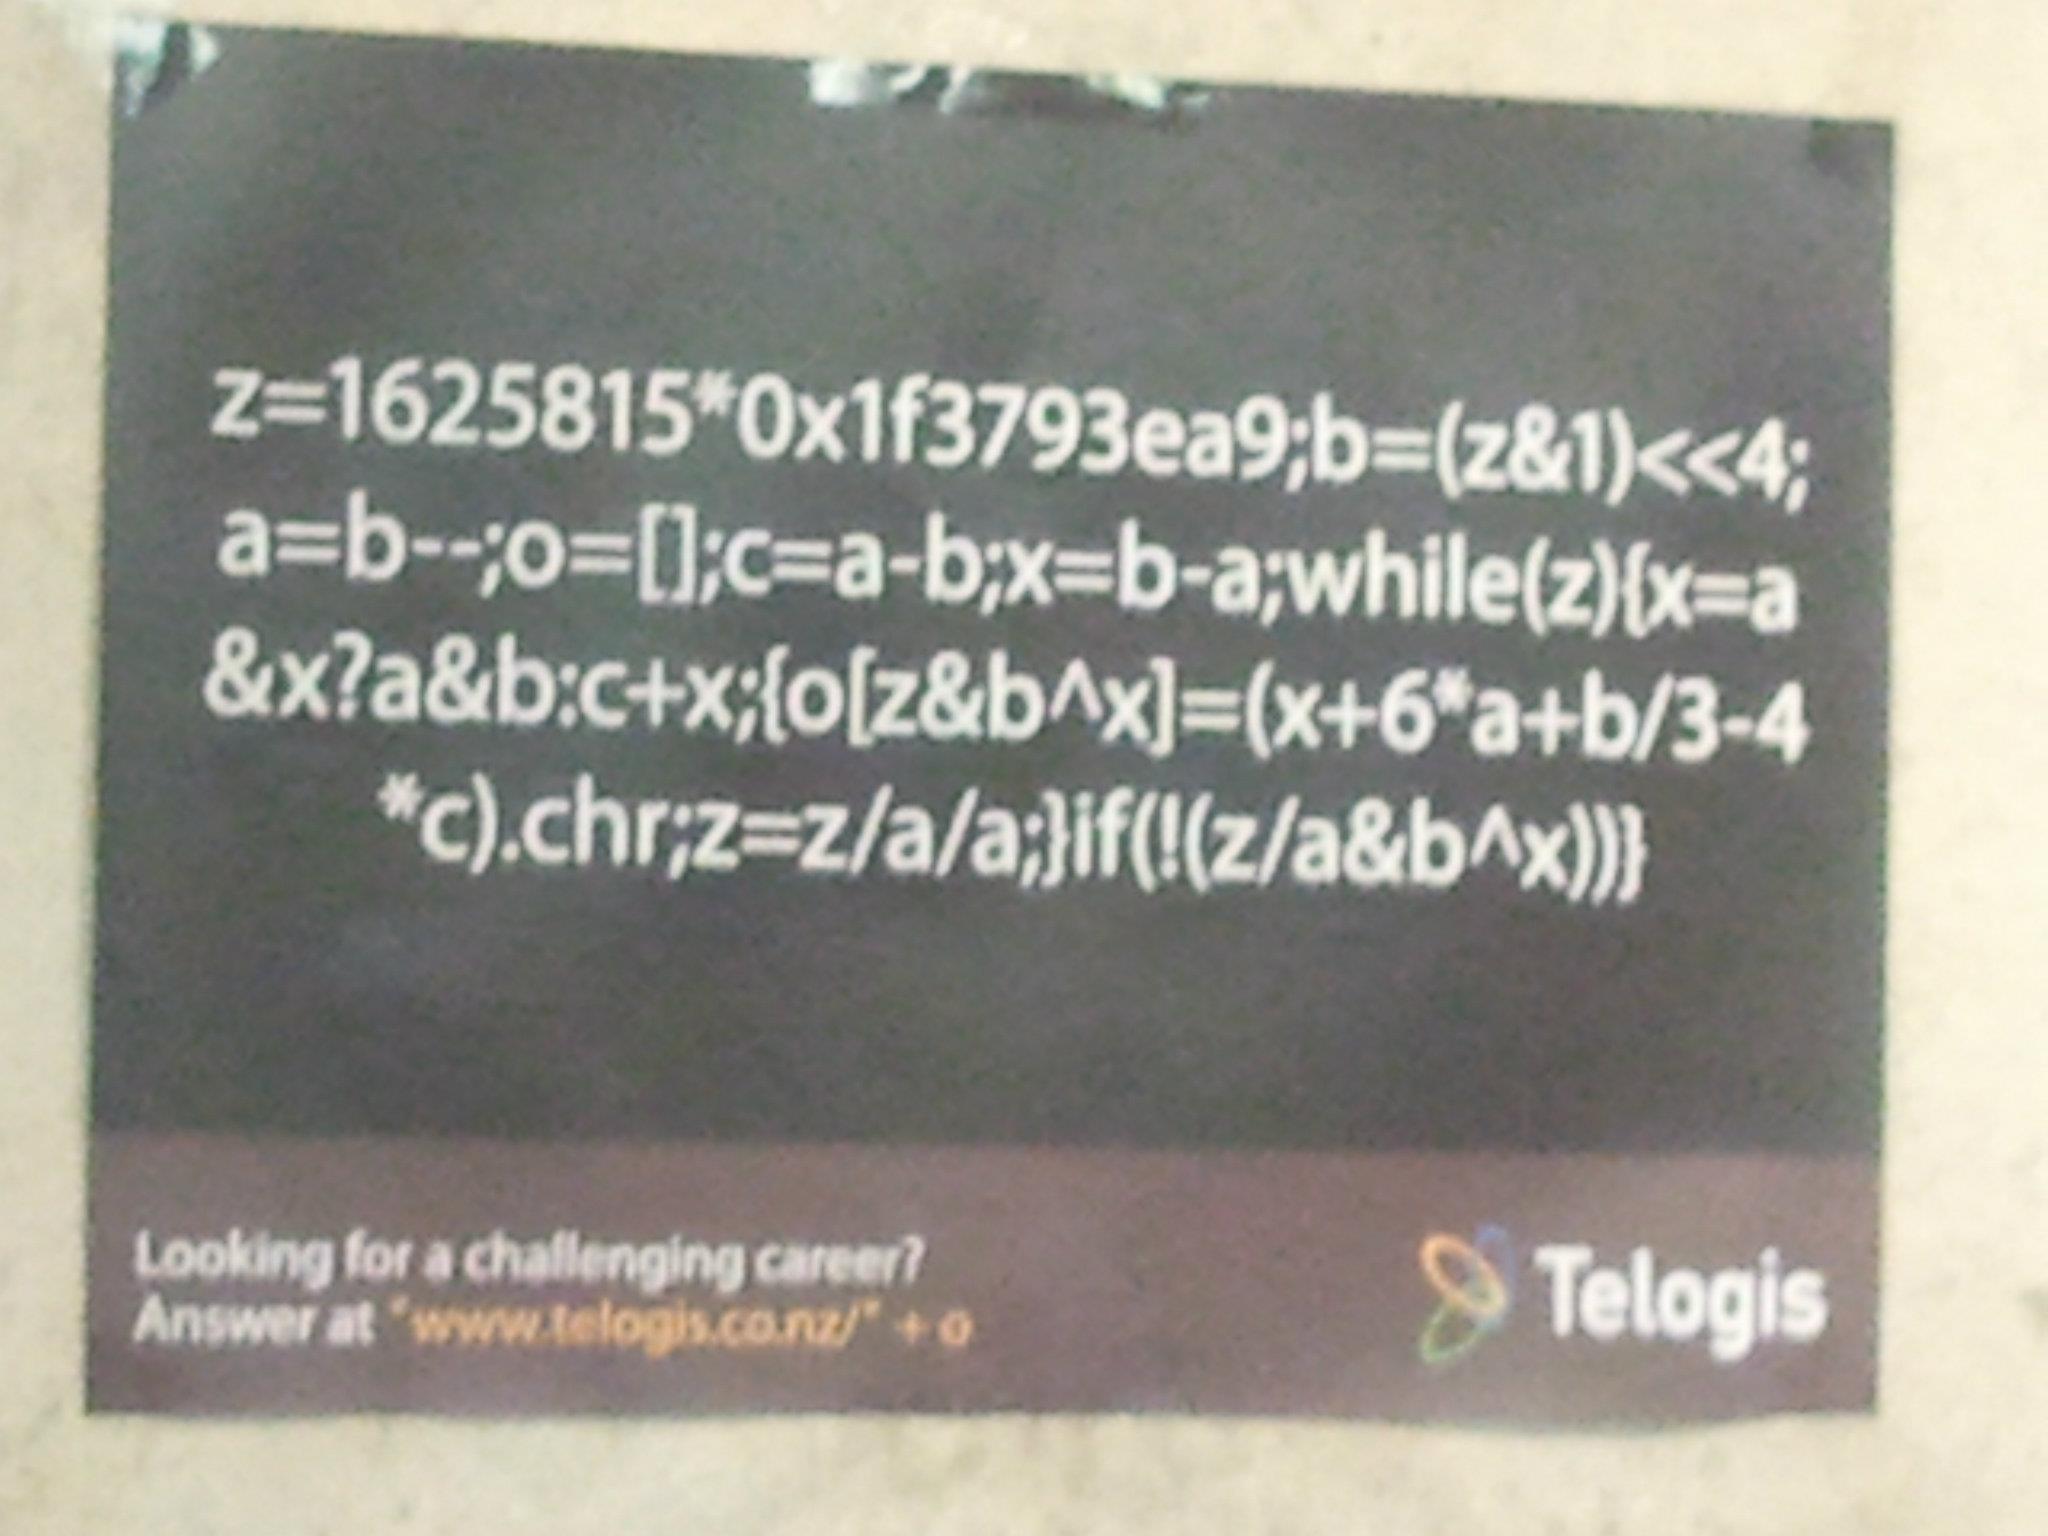 z=1625815*0x1f3793ea9;b=(z&1)<<4;
a=b--;o=[];c=a-b;x=b-a;while(z){x=a
&x?a&b:c+x;{o[z&b^x]=(x+6*a+b/3-4
*c).chr;z=z/a/a;}if(!(z/a&b^x))}
Looking for a challenging career?
Answer at "www.telogis.co.nz/" + o
Telogis